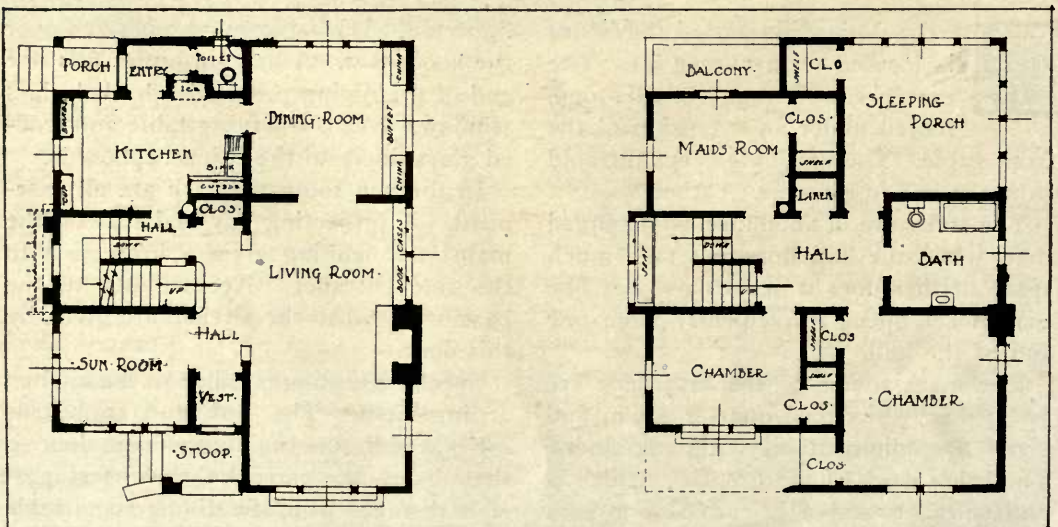 PORCH
ENTRY
TOILET
ICE
CHINA
DINING·ROOM
BUFFET
CHINA
KITCHEN
SINK
CUP
CLOS·
HALL
DOWN
UP
BOOK CASES
LIVING ROOM·
HALL
·SUN·ROOM·
VEST·
·STOOP·
BALCONY·
SHELF
CLO
SLEEPING·
PORCH
CLOS·
MAIDS ROOM
SHELF
LINEN
HALL
BATH
DOWN
UP
SEAT
CHAMBER
SHELF
CLOS
SHELF
CLOS·
CHAMBER
CLOS